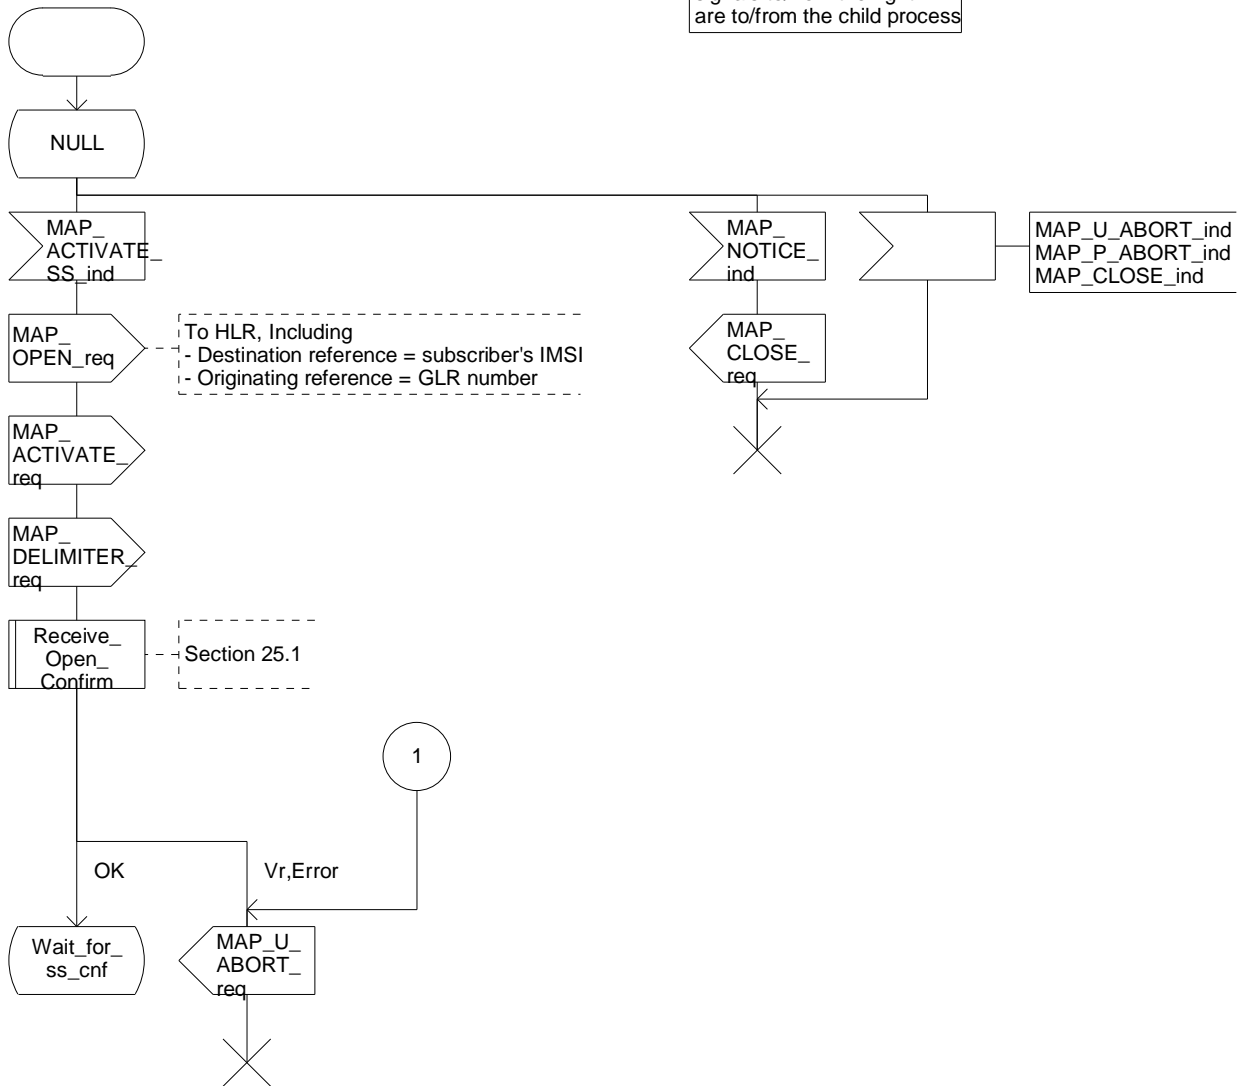 are to/from the child process
NULL
MAP_
ACTIVATE_
SS_ind
MAP_
NOTICE_
ind
MAP_U_ABORT_ind
MAP_P_ABORT_ind
MAP_CLOSE_ind
MAP_
OPEN_req
To HLR, Including
- Destination reference = subscriber's IMSI
- Originating reference = GLR number
MAP_
CLOSE_
req
MAP_
ACTIVATE_
req
MAP_
DELIMITER_
req
Receive_
Open_
Confirm
Section 25.1
1
OK
Vr,Error
Wait_for_
ss_cnf
MAP_U_
ABORT_
req